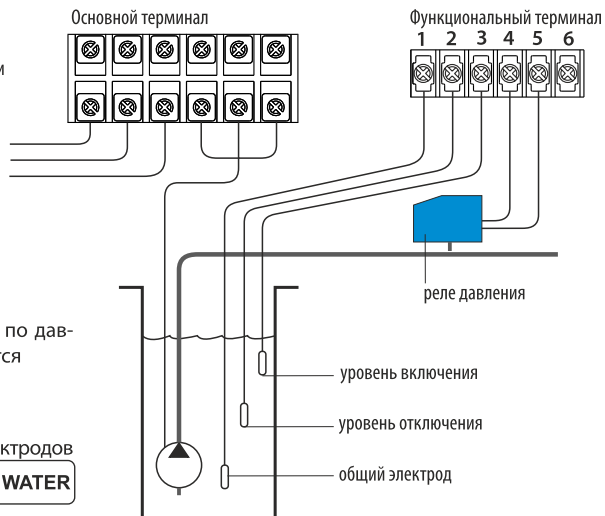 Основной терминал
Функциональный терминал
1 2 3 4 5 6
м
реле давления
по дав-
тся
уровень включения
уровень отключения
ктродов
общий электрод
WATER